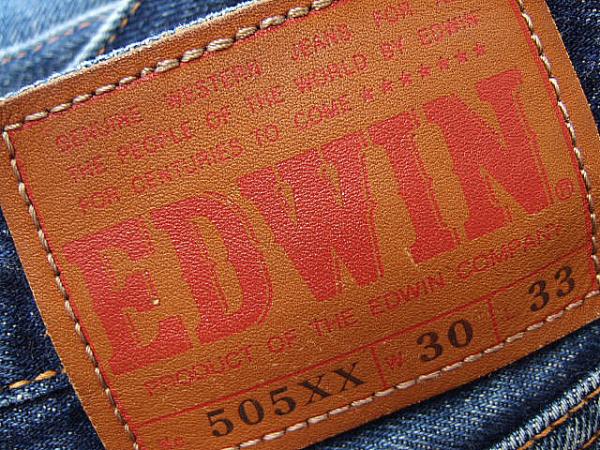 GENUINE WESTERN JEANS FOR ALL
THE PEOPLE OF THE WORLD BY EDWIN
FOR CENTURIES TO COME ★★★★★★★
EDWIN®
PRODUCT OF THE EDWIN COMPANY
No 505XX W 30 33